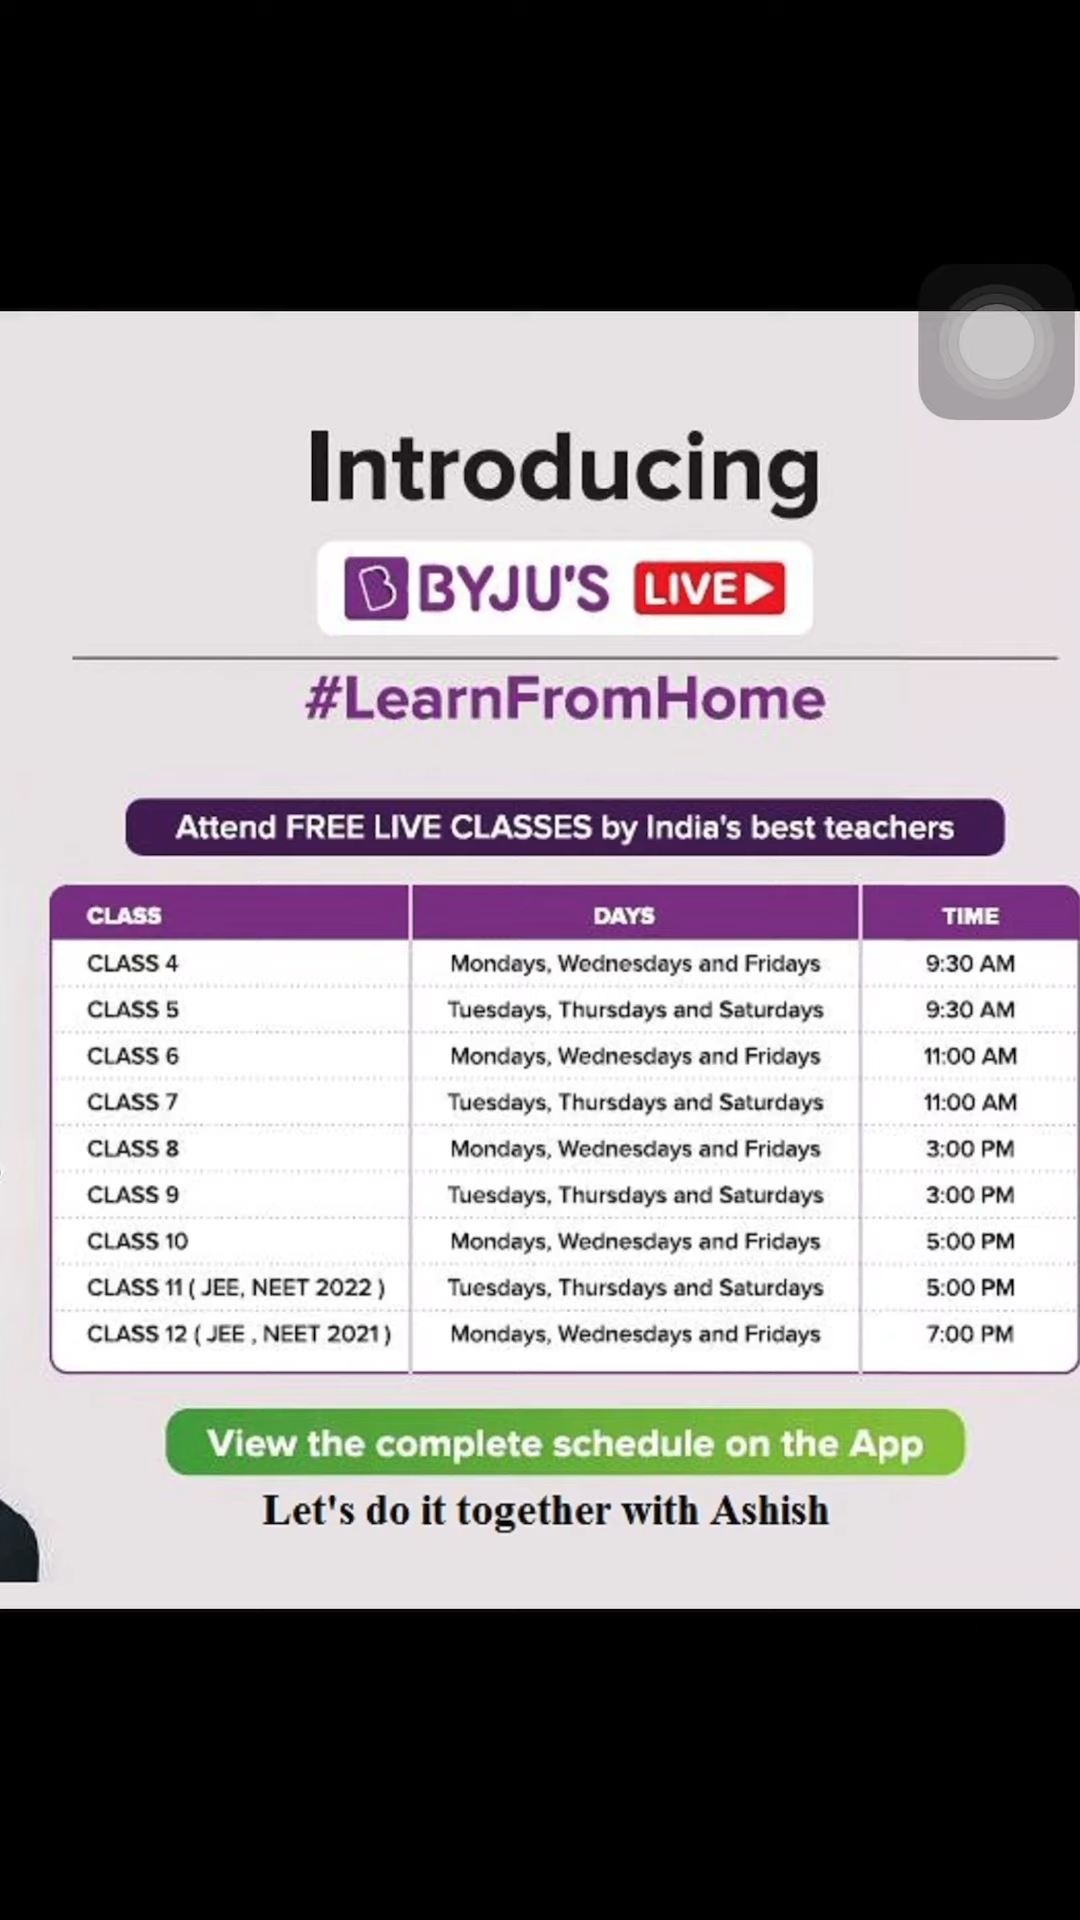 Introducing
BYJU'S LIVE
#LearnFromHome
Attend FREE LIVE CLASSES by India's best teachers
CLASS DAYS TIME
CLASS 4 Mondays, Wednesdays and Fridays 9:30 AM
CLASS 5 Tuesdays, Thursdays and Saturdays 9:30 AM
CLASS 6 Mondays, Wednesdays and Fridays 11:00 AM
CLASS 7 Tuesdays, Thursdays and Saturdays 11:00 AM
CLASS 8 Mondays, Wednesdays and Fridays 3:00 PM
CLASS 9 Tuesdays, Thursdays and Saturdays 3:00 PM
CLASS 10 Mondays, Wednesdays and Fridays 5:00 PM
CLASS 11 ( JEE, NEET 2022 ) Tuesdays, Thursdays and Saturdays 5:00 PM
CLASS 12 ( JEE , NEET 2021 ) Mondays, Wednesdays and Fridays 7:00 PM
View the complete schedule on the App
Let's do it together with Ashish